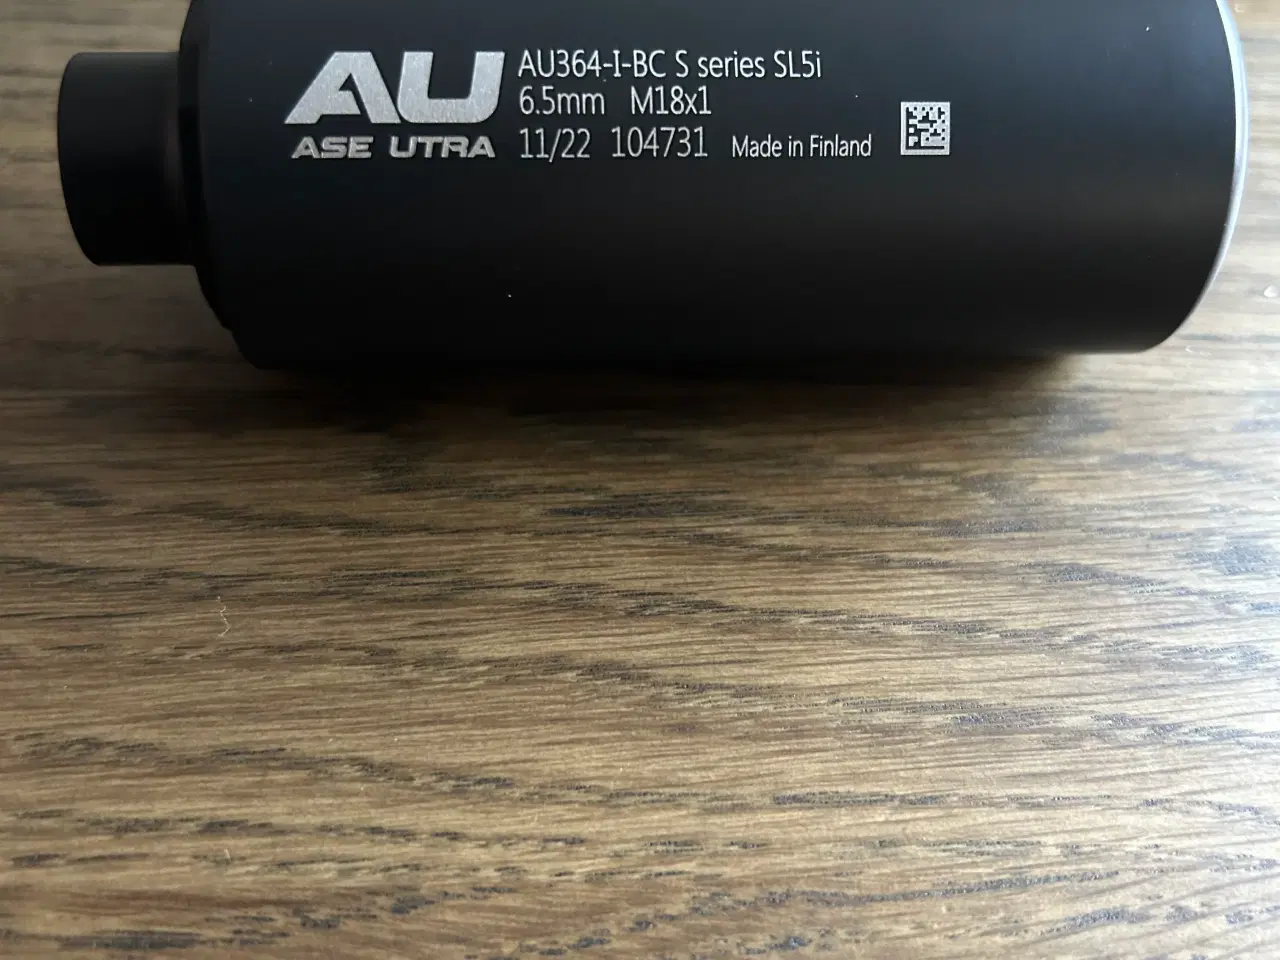 AU
ASE UTRA
AU364-I-BC S series SL5i
6.5mm M18x1
11/22 104731 Made in Finland